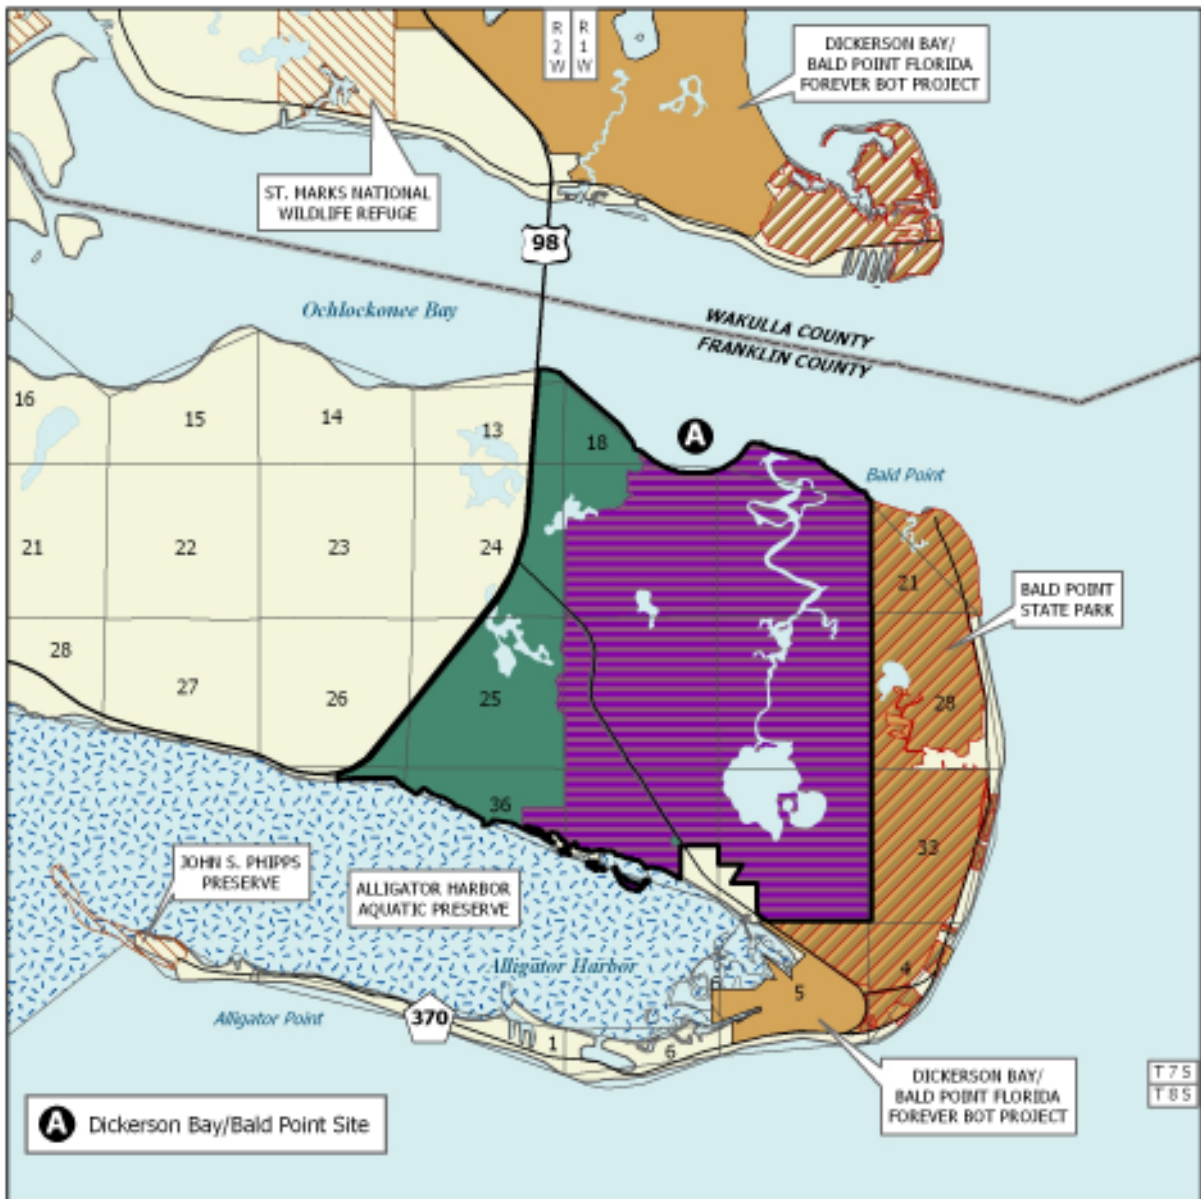 R
2
W
R
1
W
DICKERSON BAY/
BALD POINT FLORIDA
FOREVER BOT PROJECT
ST. MARKS NATIONAL
WILDLIFE REFUGE
98
Ochlockonee Bay
WAKULLA COUNTY
FRANKLIN COUNTY
16
15
14
13
18
A
Bald Point
21
22
23
24
21
BALD POINT
STATE PARK
28
27
26
25
28
36
33
JOHN S. PHIPPS
PRESERVE
ALLIGATOR HARBOR
AQUATIC PRESERVE
Alligator Harbor
6
5
4
Alligator Point
370
1
6
DICKERSON BAY/
BALD POINT FLORIDA
FOREVER BOT PROJECT
T 7 S
T 8 S
A Dickerson Bay/Bald Point Site